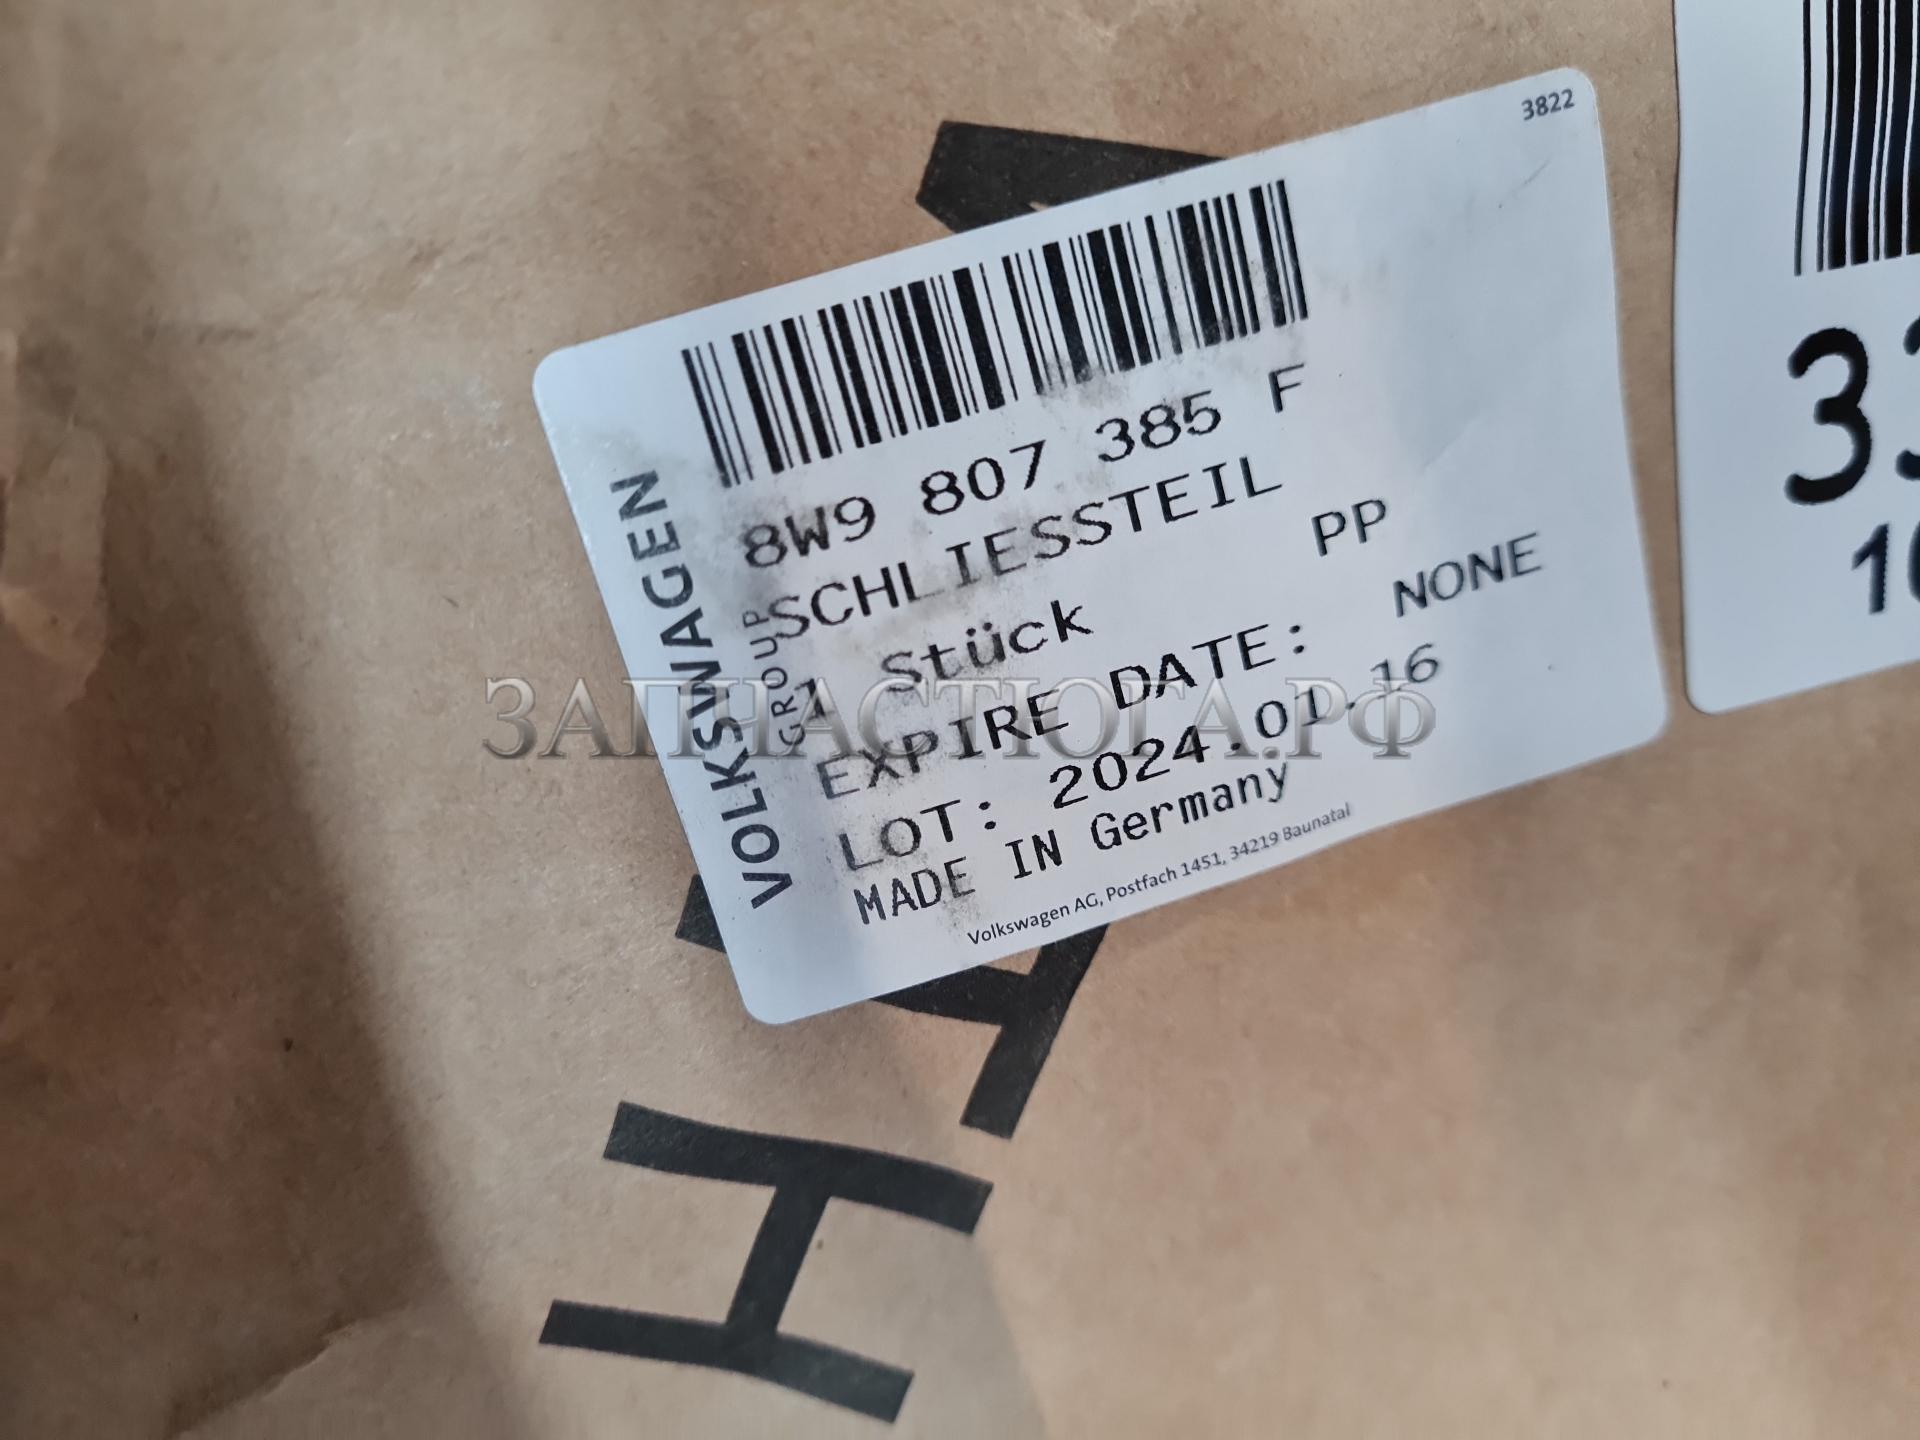 3822
8W9 807 385 F
SCHLIESSTEIL
1 Stück PP
EXPIRE DATE: NONE
LOT: 2024.01.16
MADE IN Germany
Volkswagen AG, Postfach 1451, 34219 Baunatal
VOLKSWAGEN
GROUP
ЗАПЧАСТЮГА.РФ